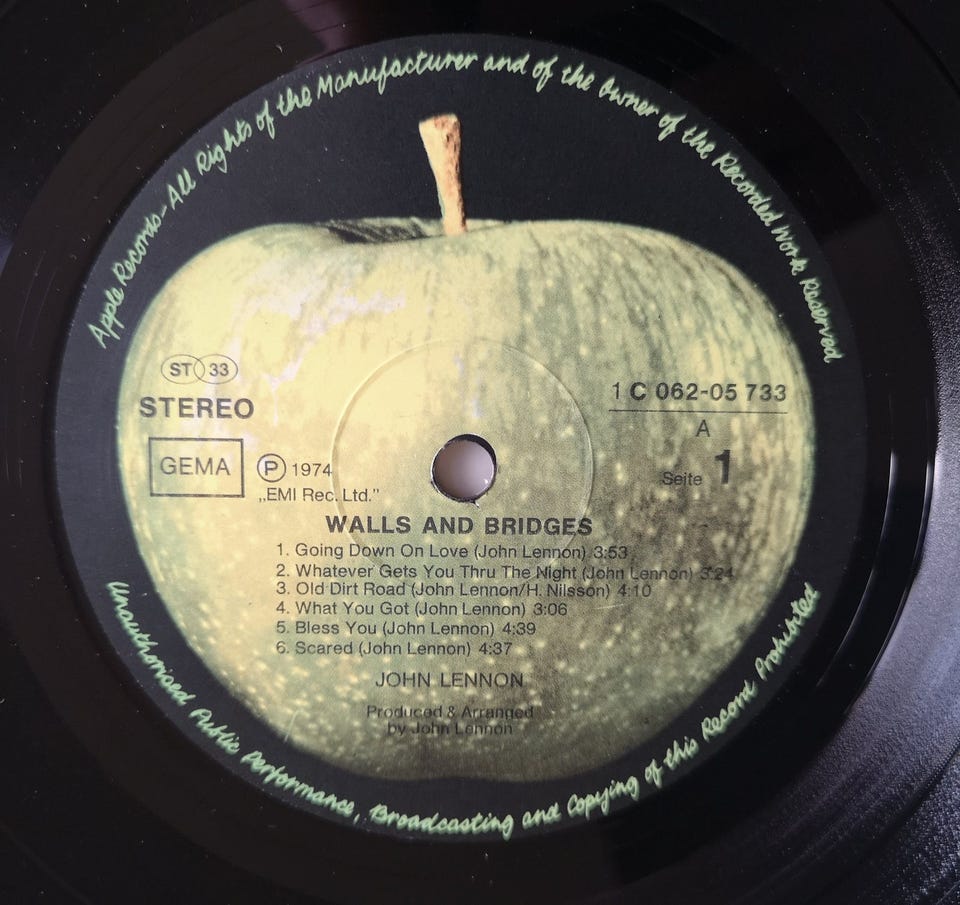 Apple Records-All Rights of the Manufacturer and of the Owner of the Recorded Work Reserved
ST 33
STEREO
GEMA
P 1974
„EMI Rec. Ltd."
1 C 062-05 733
A
Seite 1
WALLS AND BRIDGES
1. Going Down On Love (John Lennon) 3:53
2. Whatever Gets You Thru The Night (John Lennon) 3:24
3. Old Dirt Road (John Lennon/H. Nilsson) 4:10
4. What You Got (John Lennon) 3:06
5. Bless You (John Lennon) 4:39
6. Scared (John Lennon) 4:37
JOHN LENNON
Produced & Arranged
by John Lennon
Unauthorised Public Performance, Broadcasting and Copying of this Record Prohibited